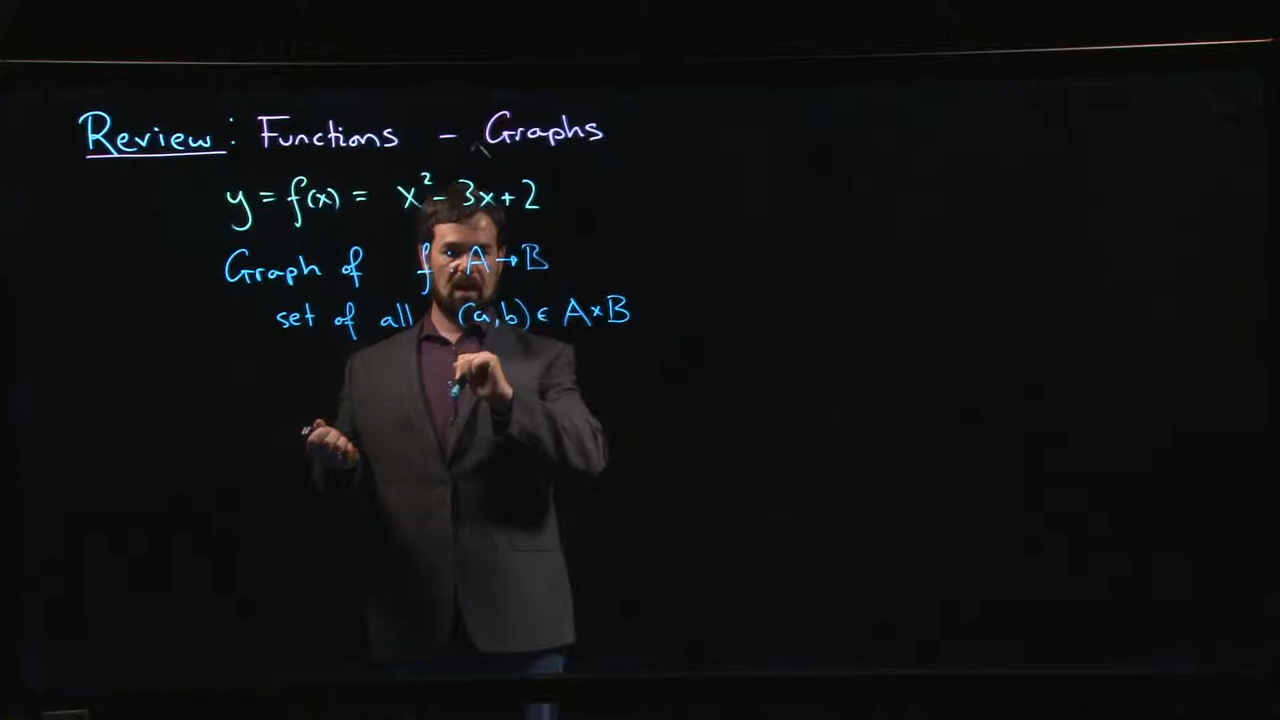 Review: Functions - Graphs
y = f(x) = x² - 3x + 2
Graph of f: A → B
set of all (a,b) ∈ A×B